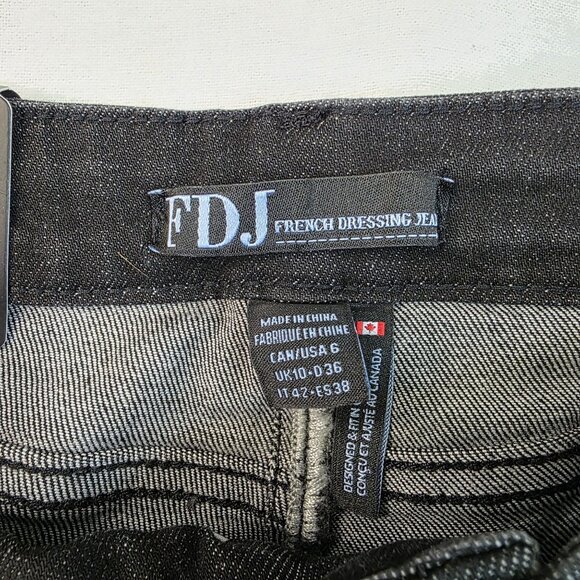 FDJ FRENCH DRESSING
MADE IN CHINA
FABRIQUÉ EN CHINE
CAN/USA 6
UK10 · D36
IT42 · ES38
DESIGNED & FIT IN
CONÇU ET AJUSTÉ AU CANADA